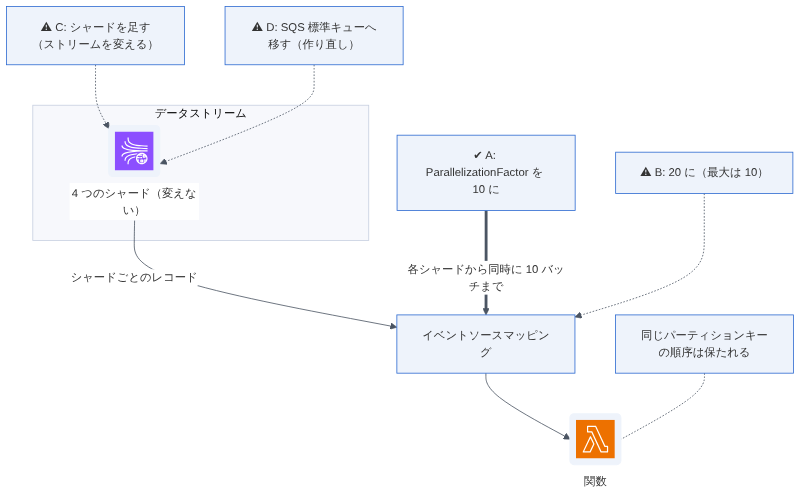 ⚠ C: シャードを足す
（ストリームを変える）
⚠ D: SQS 標準キューへ
移す（作り直し）
データストリーム
4 つのシャード（変えな
い）
✔ A:
ParallelizationFactor を
10 に
⚠ B: 20 に（最大は 10）
シャードごとのレコード
各シャードから同時に 10 バッ
チまで
イベントソースマッピン
グ
同じパーティションキー
の順序は保たれる
関数